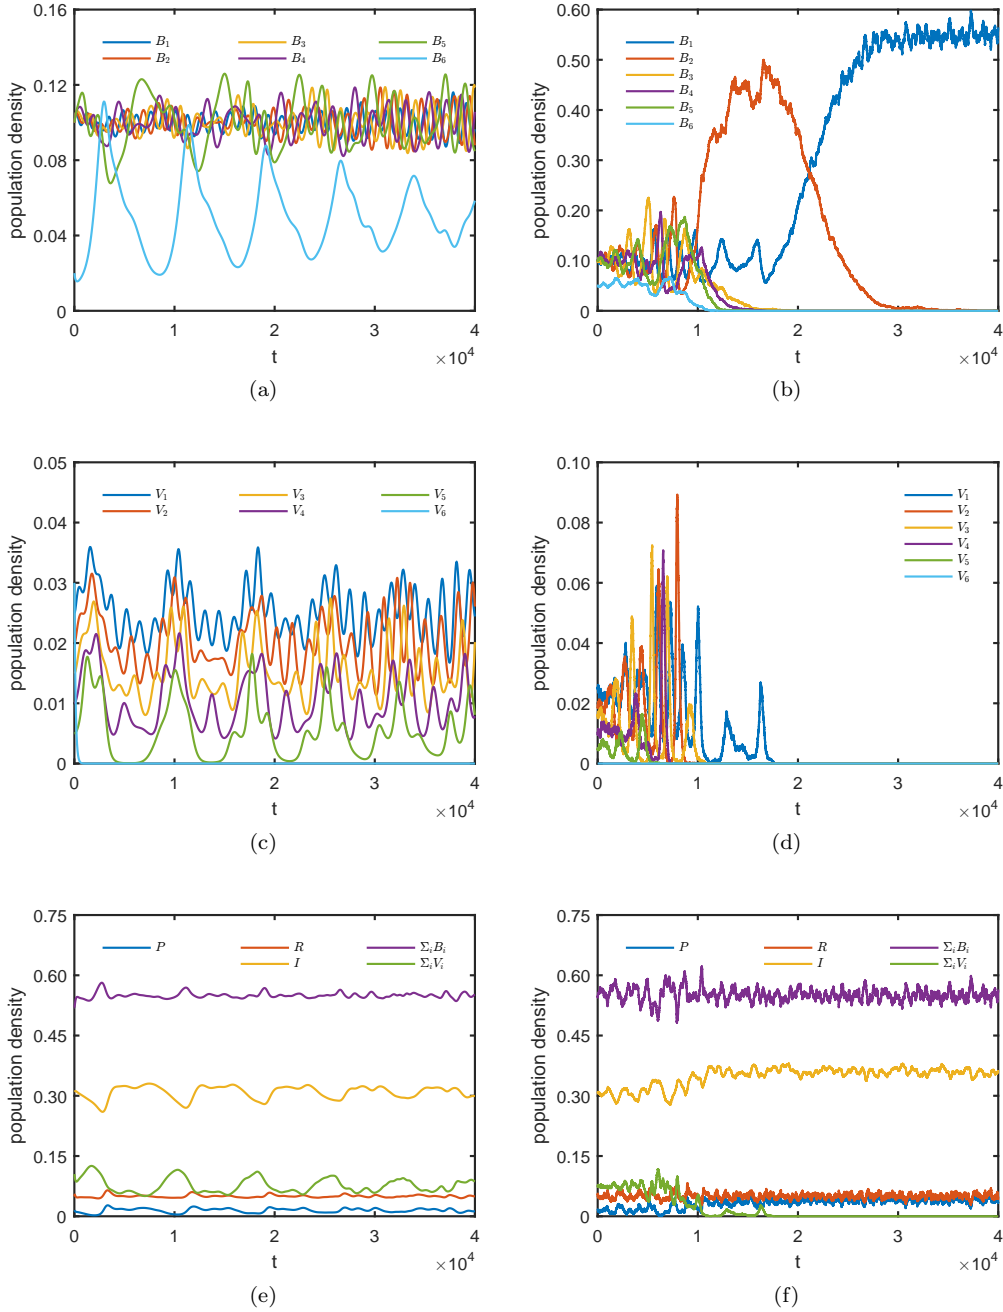 0.16
0.12
0.08
0.04
0
population density
B1 B3 B5
B2 B4 B6
0 1 2 3 4
t ×10^4
(a)
0.60
0.50
0.40
0.30
0.20
0.10
0
population density
B1
B2
B3
B4
B5
B6
0 1 2 3 4
t ×10^4
(b)
0.05
0.04
0.03
0.02
0.01
0
population density
V1 V3 V5
V2 V4 V6
0 1 2 3 4
t ×10^4
(c)
0.10
0.08
0.06
0.04
0.02
0
population density
V1
V2
V3
V4
V5
V6
0 1 2 3 4
t ×10^4
(d)
0.75
0.60
0.45
0.30
0.15
0
population density
P R ΣiBi
I ΣiVi
0 1 2 3 4
t ×10^4
(e)
0.75
0.60
0.45
0.30
0.15
0
population density
P R ΣiBi
I ΣiVi
0 1 2 3 4
t ×10^4
(f)